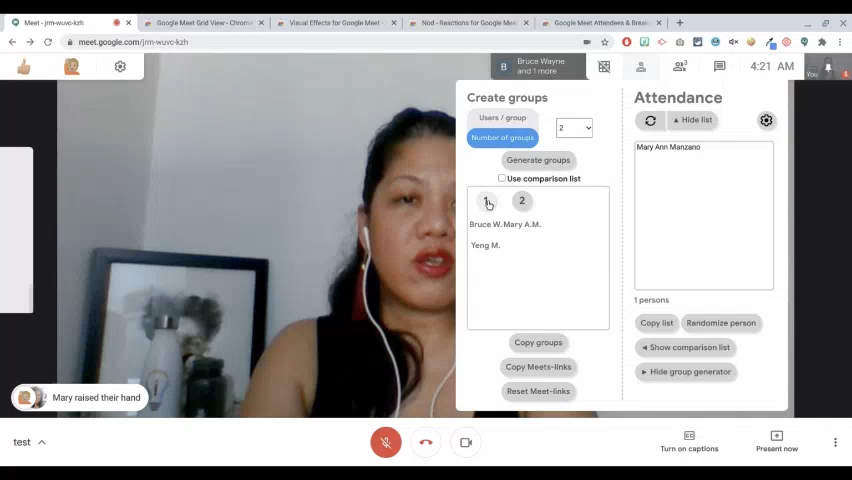 Meet - jrm-wuvc-kzh
Google Meet Grid View - Chrome
Visual Effects for Google Meet -
Nod - Reactions for Google Meet
Google Meet Attendees & Break
meet.google.com/jrm-wuvc-kzh
B
Bruce Wayne
and 1 more
3
4:21 AM
You
Create groups
Users / group
Number of groups
2
Generate groups
Use comparison list
1
2
Bruce W. Mary A.M.
Yeng M.
Copy groups
Copy Meets-links
Reset Meet-links
Attendance
▲ Hide list
Mary Ann Manzano
1 persons
Copy list
Randomize person
◄ Show comparison list
► Hide group generator
Mary raised their hand
test
Turn on captions
Present now